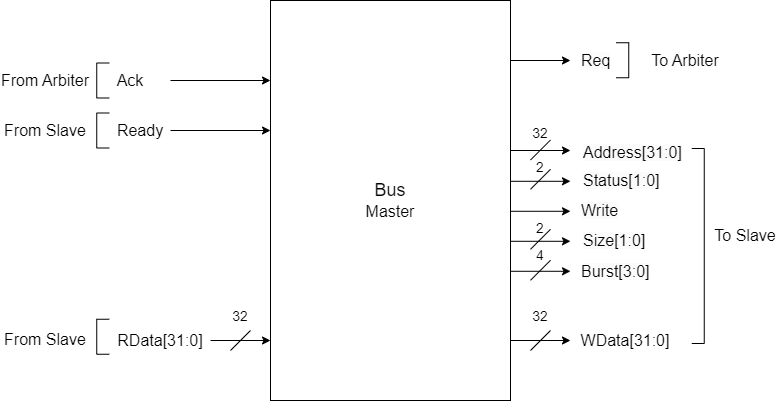 From Arbiter
Ack
From Slave
Ready
From Slave
RData[31:0]
32
Bus
Master
Req
To Arbiter
32
Address[31:0]
2
Status[1:0]
Write
2
Size[1:0]
4
Burst[3:0]
To Slave
32
WData[31:0]